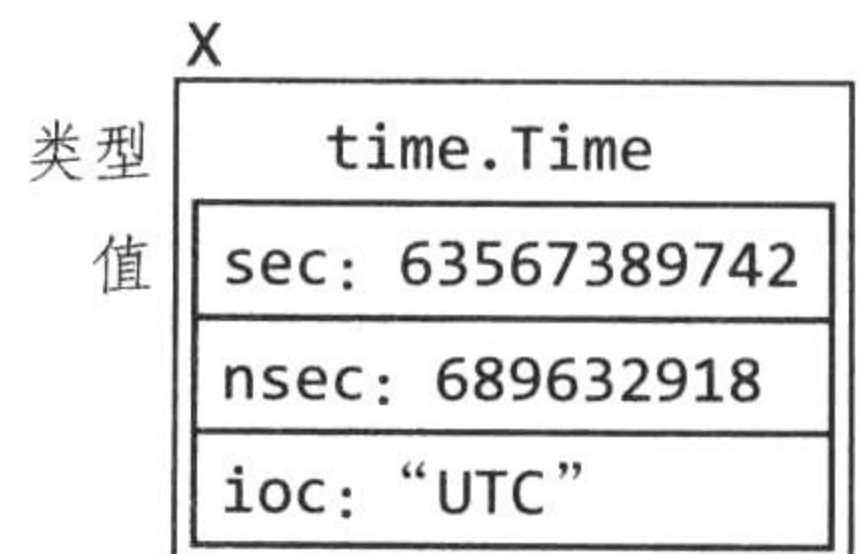 X
类型 time.Time
值 sec: 63567389742
nsec: 689632918
ioc: “UTC”